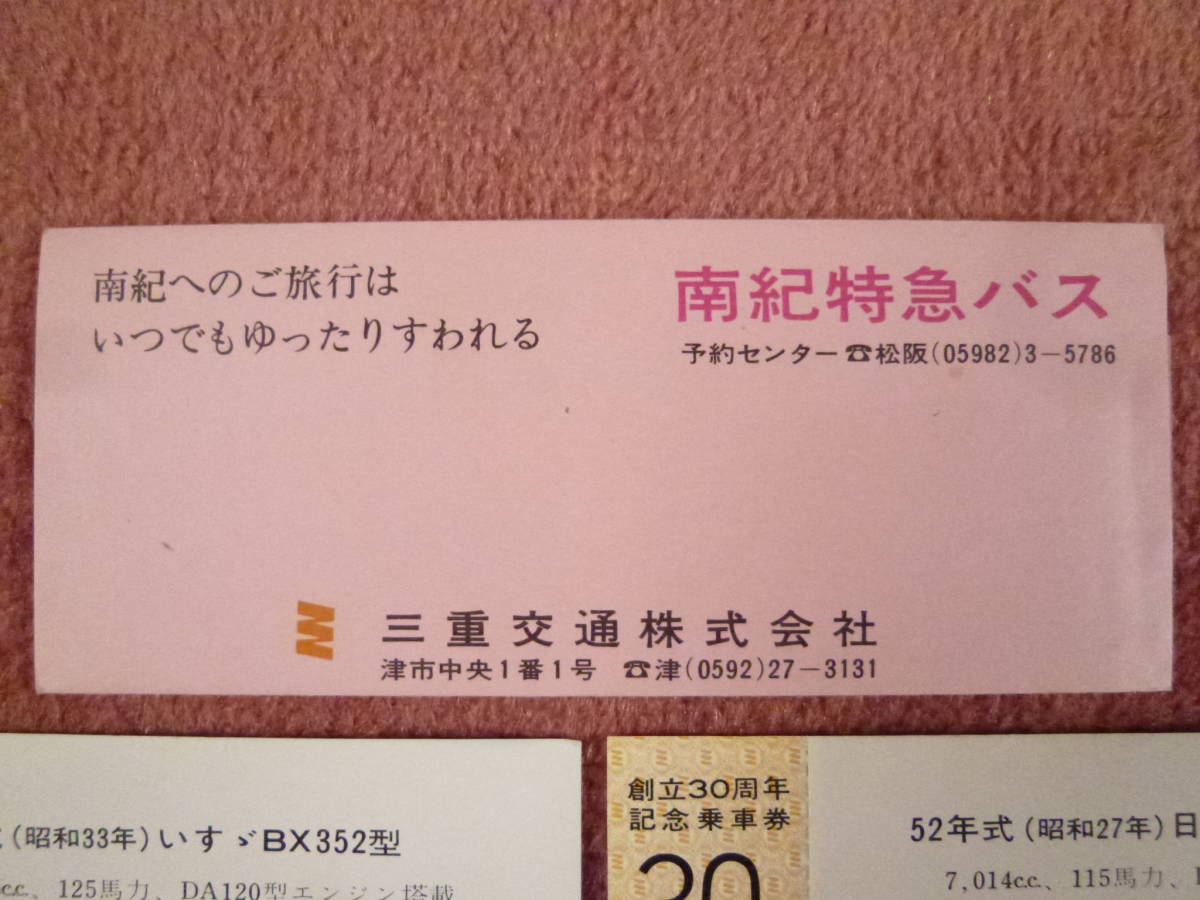 南紀へのご旅行は
いつでもゆったりすわれる
南紀特急バス
予約センター☎松阪(05982)3-5786
三重交通株式会社
津市中央1番1号 ☎津(0592)27-3131
(昭和33年)いすゞBX352型
c.c.、125馬力、DA120型エンジン搭載
創立30周年
記念乗車券
20
52年式(昭和27年)日
7,014c.c.、115馬力、